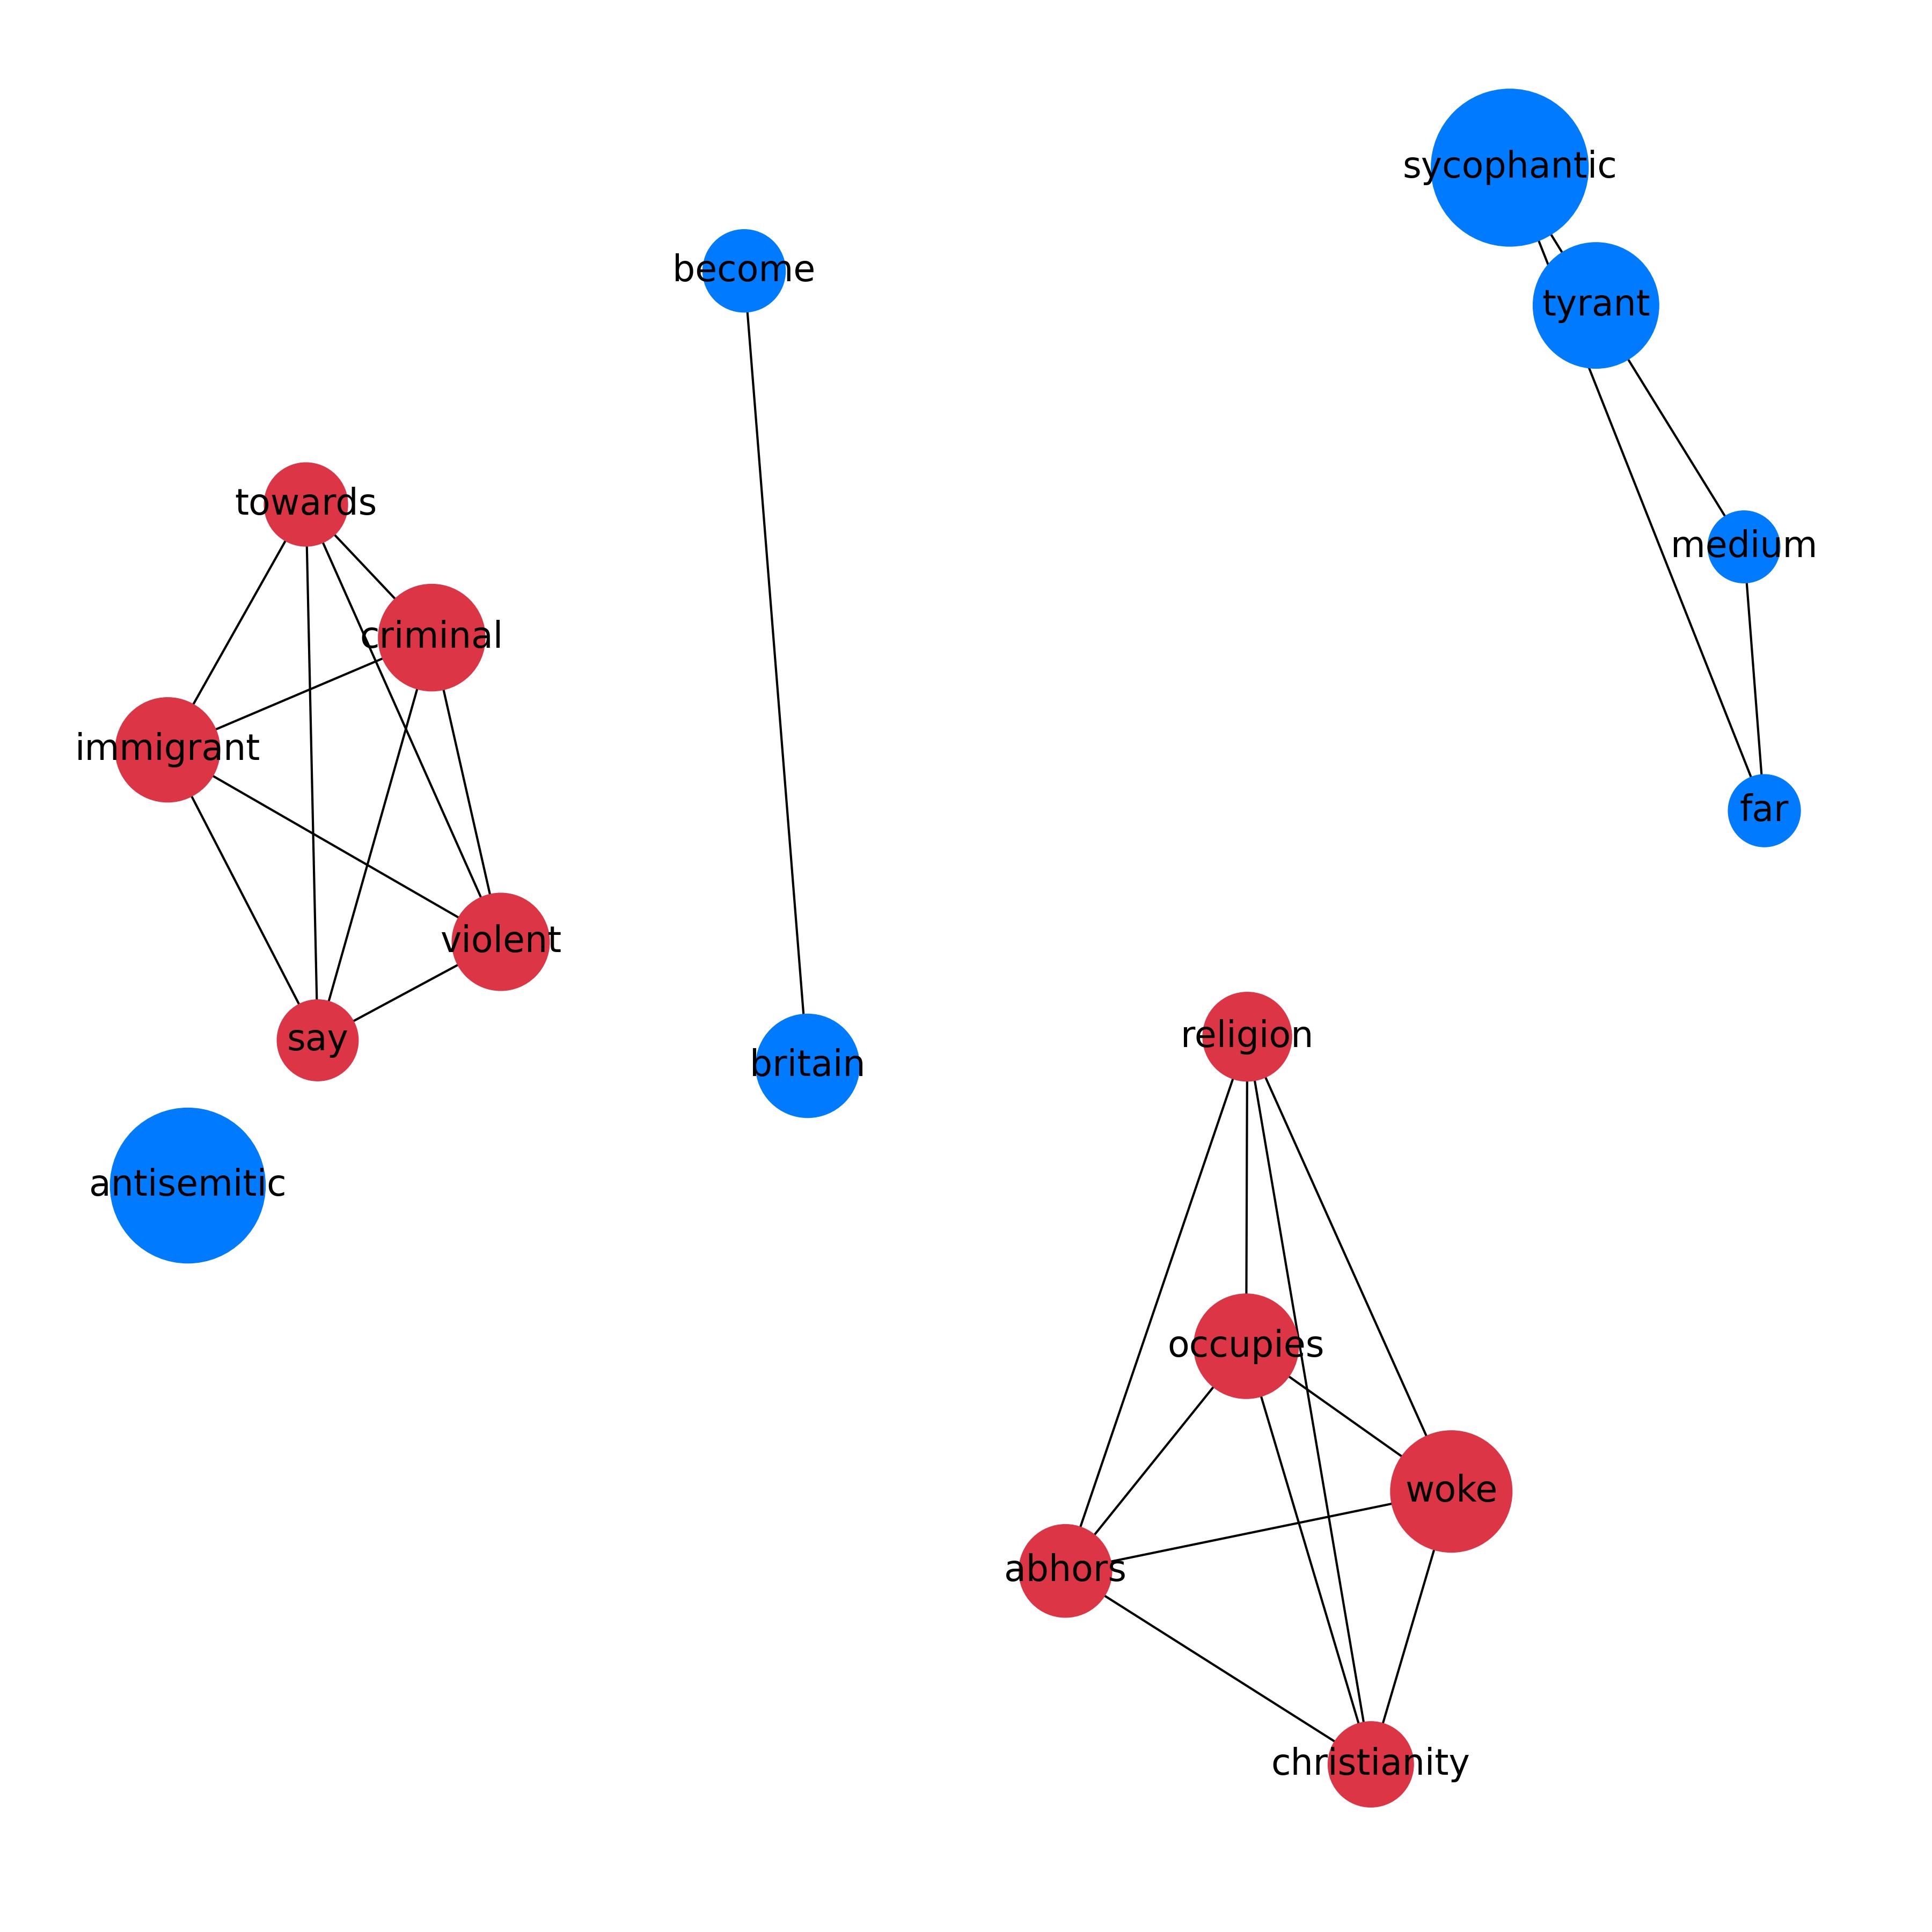 sycophantic
become
tyrant
towards
medium
criminal
immigrant
far
violent
religion
say
britain
antisemitic
occupies
woke
abhors
christianity